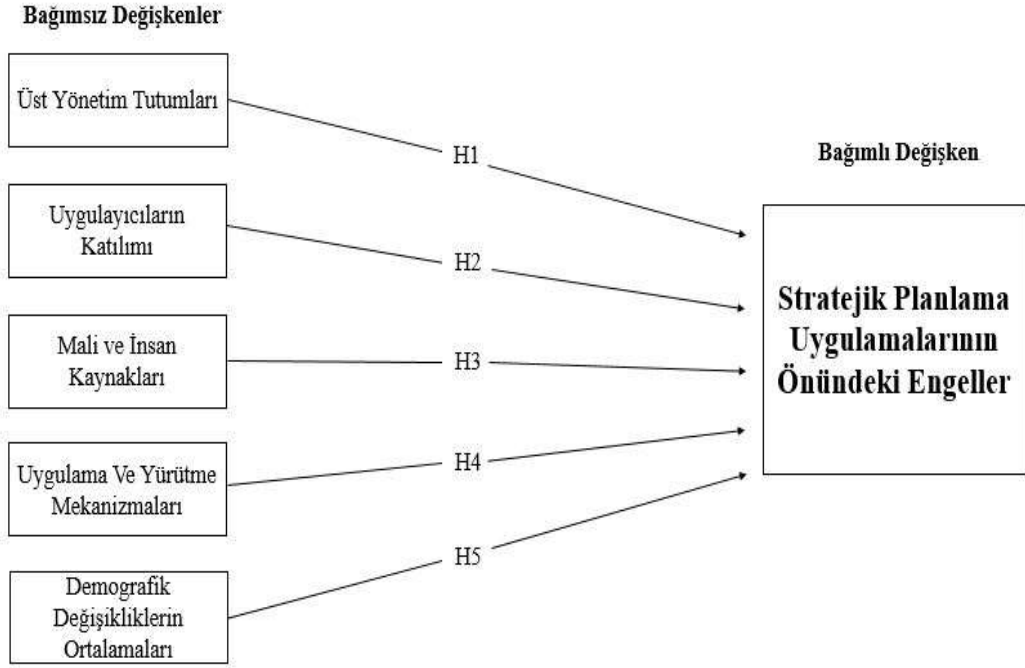 Bağımsız Değişkenler
Üst Yönetim Tutumları
Uygulayıcıların
Katılımı
Mali ve İnsan
Kaynakları
Uygulama Ve Yürütme
Mekanizmaları
Demografik
Değişikliklerin
Ortalamaları
H1
H2
H3
H4
H5
Bağımlı Değişken
Stratejik Planlama
Uygulamalarının
Önündeki Engeller